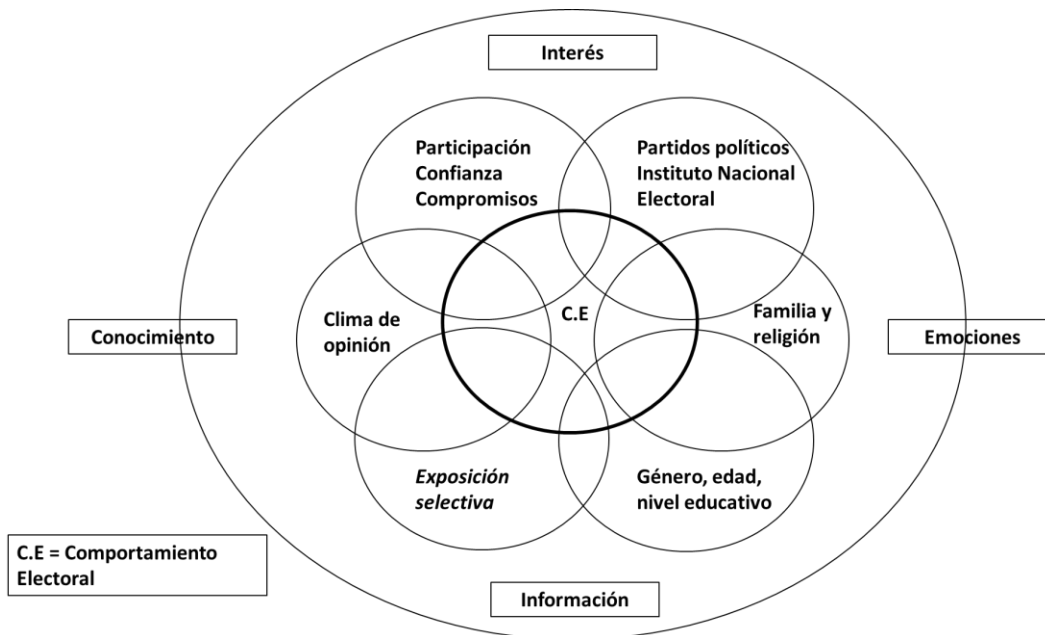 Interés
Participación
Confianza
Compromisos
Partidos políticos
Instituto Nacional
Electoral
Clima de
opinión
C.E
Familia y
religión
Conocimiento
Emociones
Exposición
selectiva
Género, edad,
nivel educativo
C.E = Comportamiento
Electoral
Información